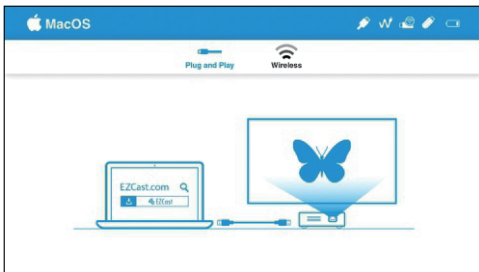 MacOS
Plug and Play
Wireless
EZCast.com
EZCast